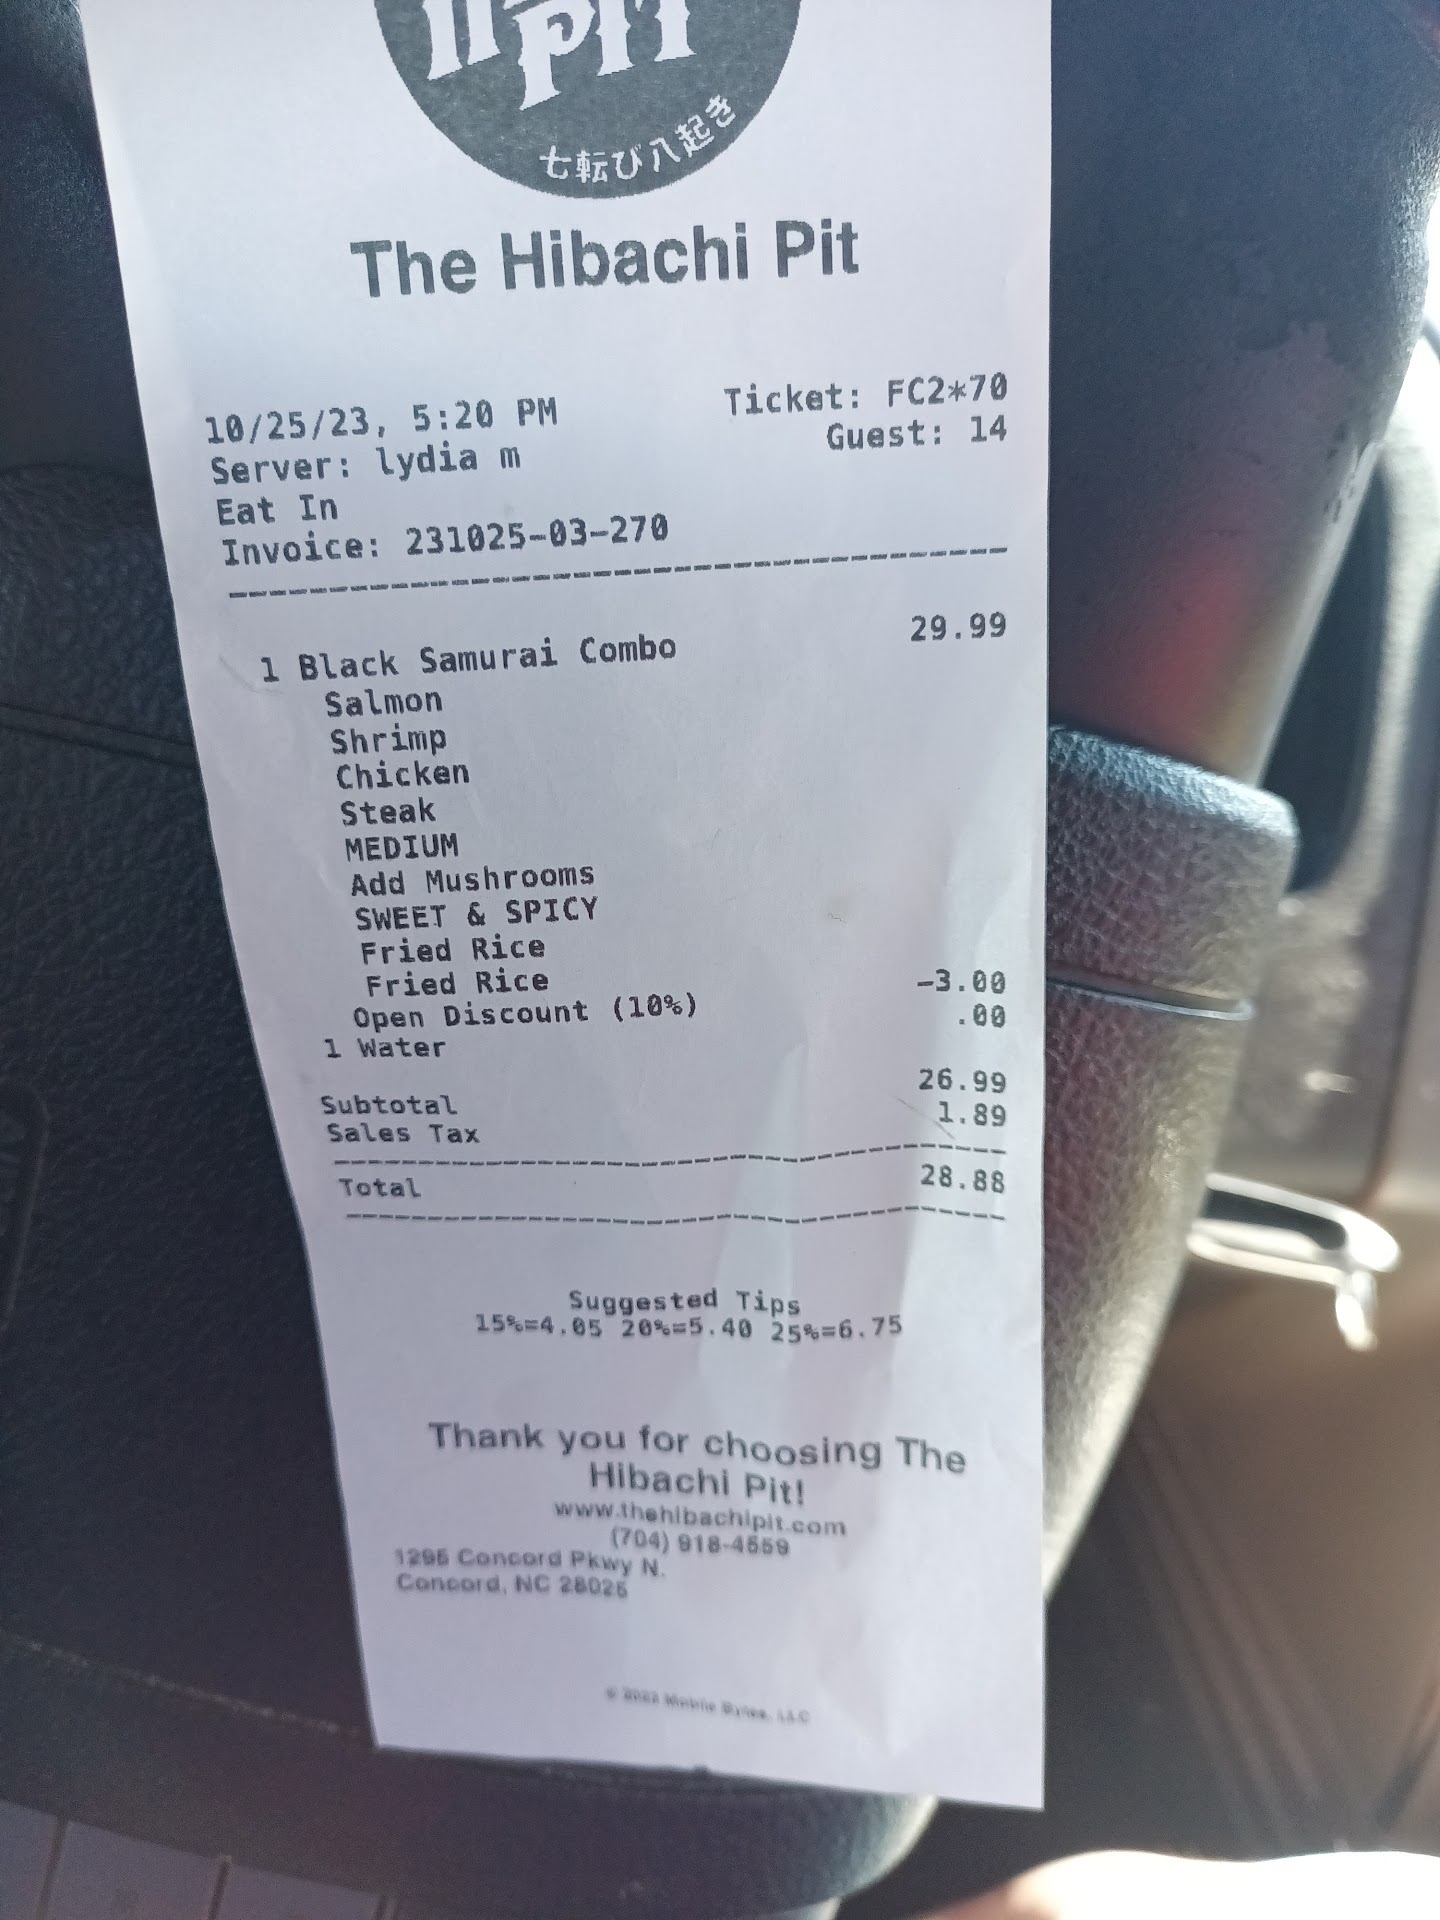 PIT
七転び八起き
The Hibachi Pit
10/25/23, 5:20 PM Ticket: FC2*70
Server: lydia m Guest: 14
Eat In
Invoice: 231025-03-270
1 Black Samurai Combo 29.99
Salmon
Shrimp
Chicken
Steak
MEDIUM
Add Mushrooms
SWEET & SPICY
Fried Rice
Fried Rice
Open Discount (10%) -3.00
1 Water .00
Subtotal 26.99
Sales Tax 1.89
Total 28.88
Suggested Tips
15%=4.05 20%=5.40 25%=6.75
Thank you for choosing The
Hibachi Pit!
www.thehibachipit.com
(704) 918-4559
1295 Concord Pkwy N.
Concord, NC 28025
© 2023 Mobile Bytes, LLC